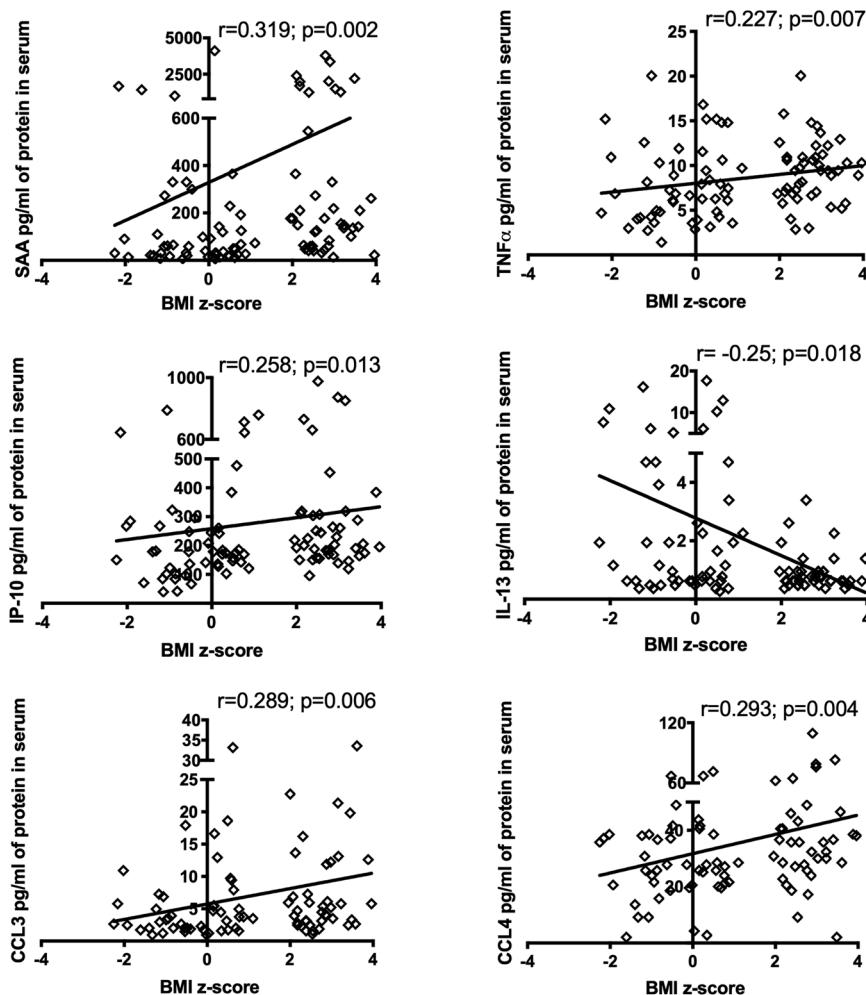 r=0.319; p=0.002
SAA pg/ml of protein in serum
5000
2500
600
400
200
-4 -2 0 2 4
BMI z-score
r=0.227; p=0.007
TNFα pg/ml of protein in serum
25
20
15
10
5
-4 -2 0 2 4
BMI z-score
r=0.258; p=0.013
IP-10 pg/ml of protein in serum
1000
600
500
400
300
200
100
-4 -2 0 2 4
BMI z-score
r= -0.25; p=0.018
IL-13 pg/ml of protein in serum
20
10
4
2
-4 -2 0 2 4
BMI z-score
r=0.289; p=0.006
CCL3 pg/ml of protein in serum
40
35
30
25
20
15
10
5
-4 -2 0 2 4
BMI z-score
r=0.293; p=0.004
CCL4 pg/ml of protein in serum
120
60
40
20
-4 -2 0 2 4
BMI z-score